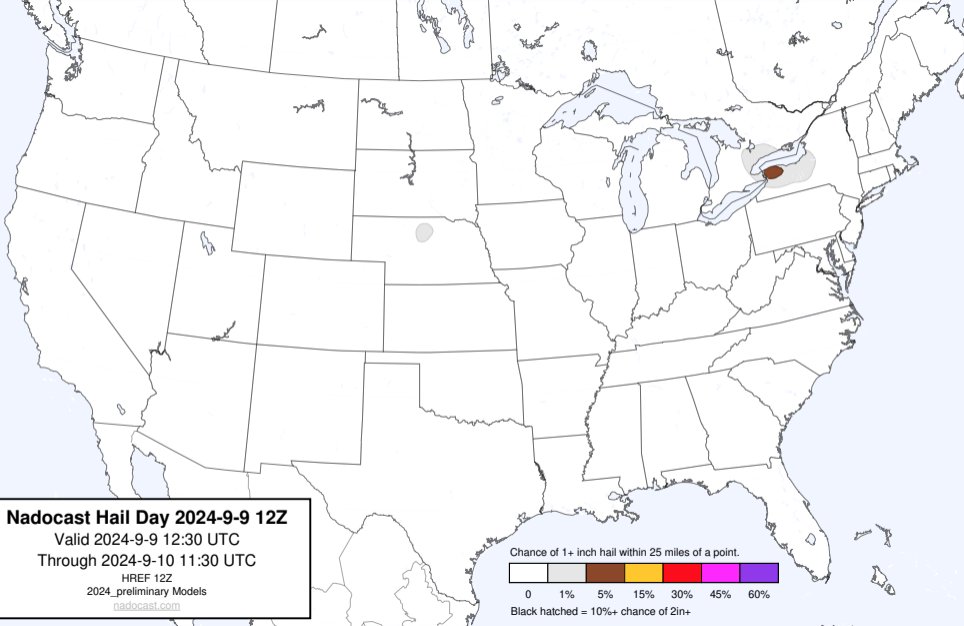 Nadocast Hail Day 2024-9-9 12Z
Valid 2024-9-9 12:30 UTC
Through 2024-9-10 11:30 UTC
HREF 12Z
2024_preliminary Models
nadocast.com
Chance of 1+ inch hail within 25 miles of a point.
0 1% 5% 15% 30% 45% 60%
Black hatched = 10%+ chance of 2in+